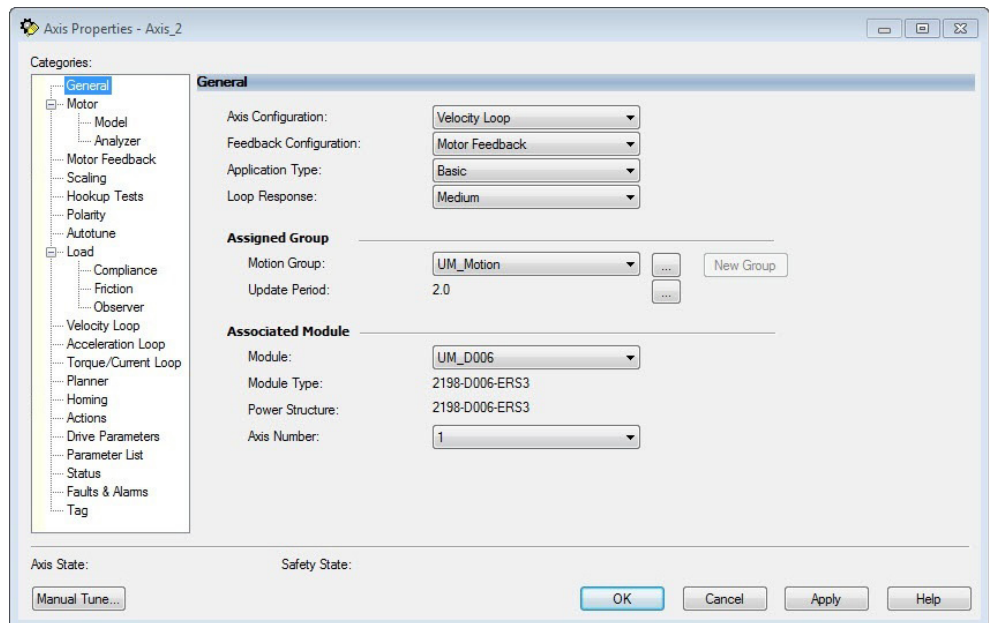 Axis Properties - Axis_2
Categories:
General
Motor
Model
Analyzer
Motor Feedback
Scaling
Hookup Tests
Polarity
Autotune
Load
Compliance
Friction
Observer
Velocity Loop
Acceleration Loop
Torque/Current Loop
Planner
Homing
Actions
Drive Parameters
Parameter List
Status
Faults & Alarms
Tag
General
Axis Configuration: Velocity Loop
Feedback Configuration: Motor Feedback
Application Type: Basic
Loop Response: Medium
Assigned Group
Motion Group: UM_Motion ... New Group
Update Period: 2.0 ...
Associated Module
Module: UM_D006
Module Type: 2198-D006-ERS3
Power Structure: 2198-D006-ERS3
Axis Number: 1
Axis State: Safety State:
Manual Tune... OK Cancel Apply Help